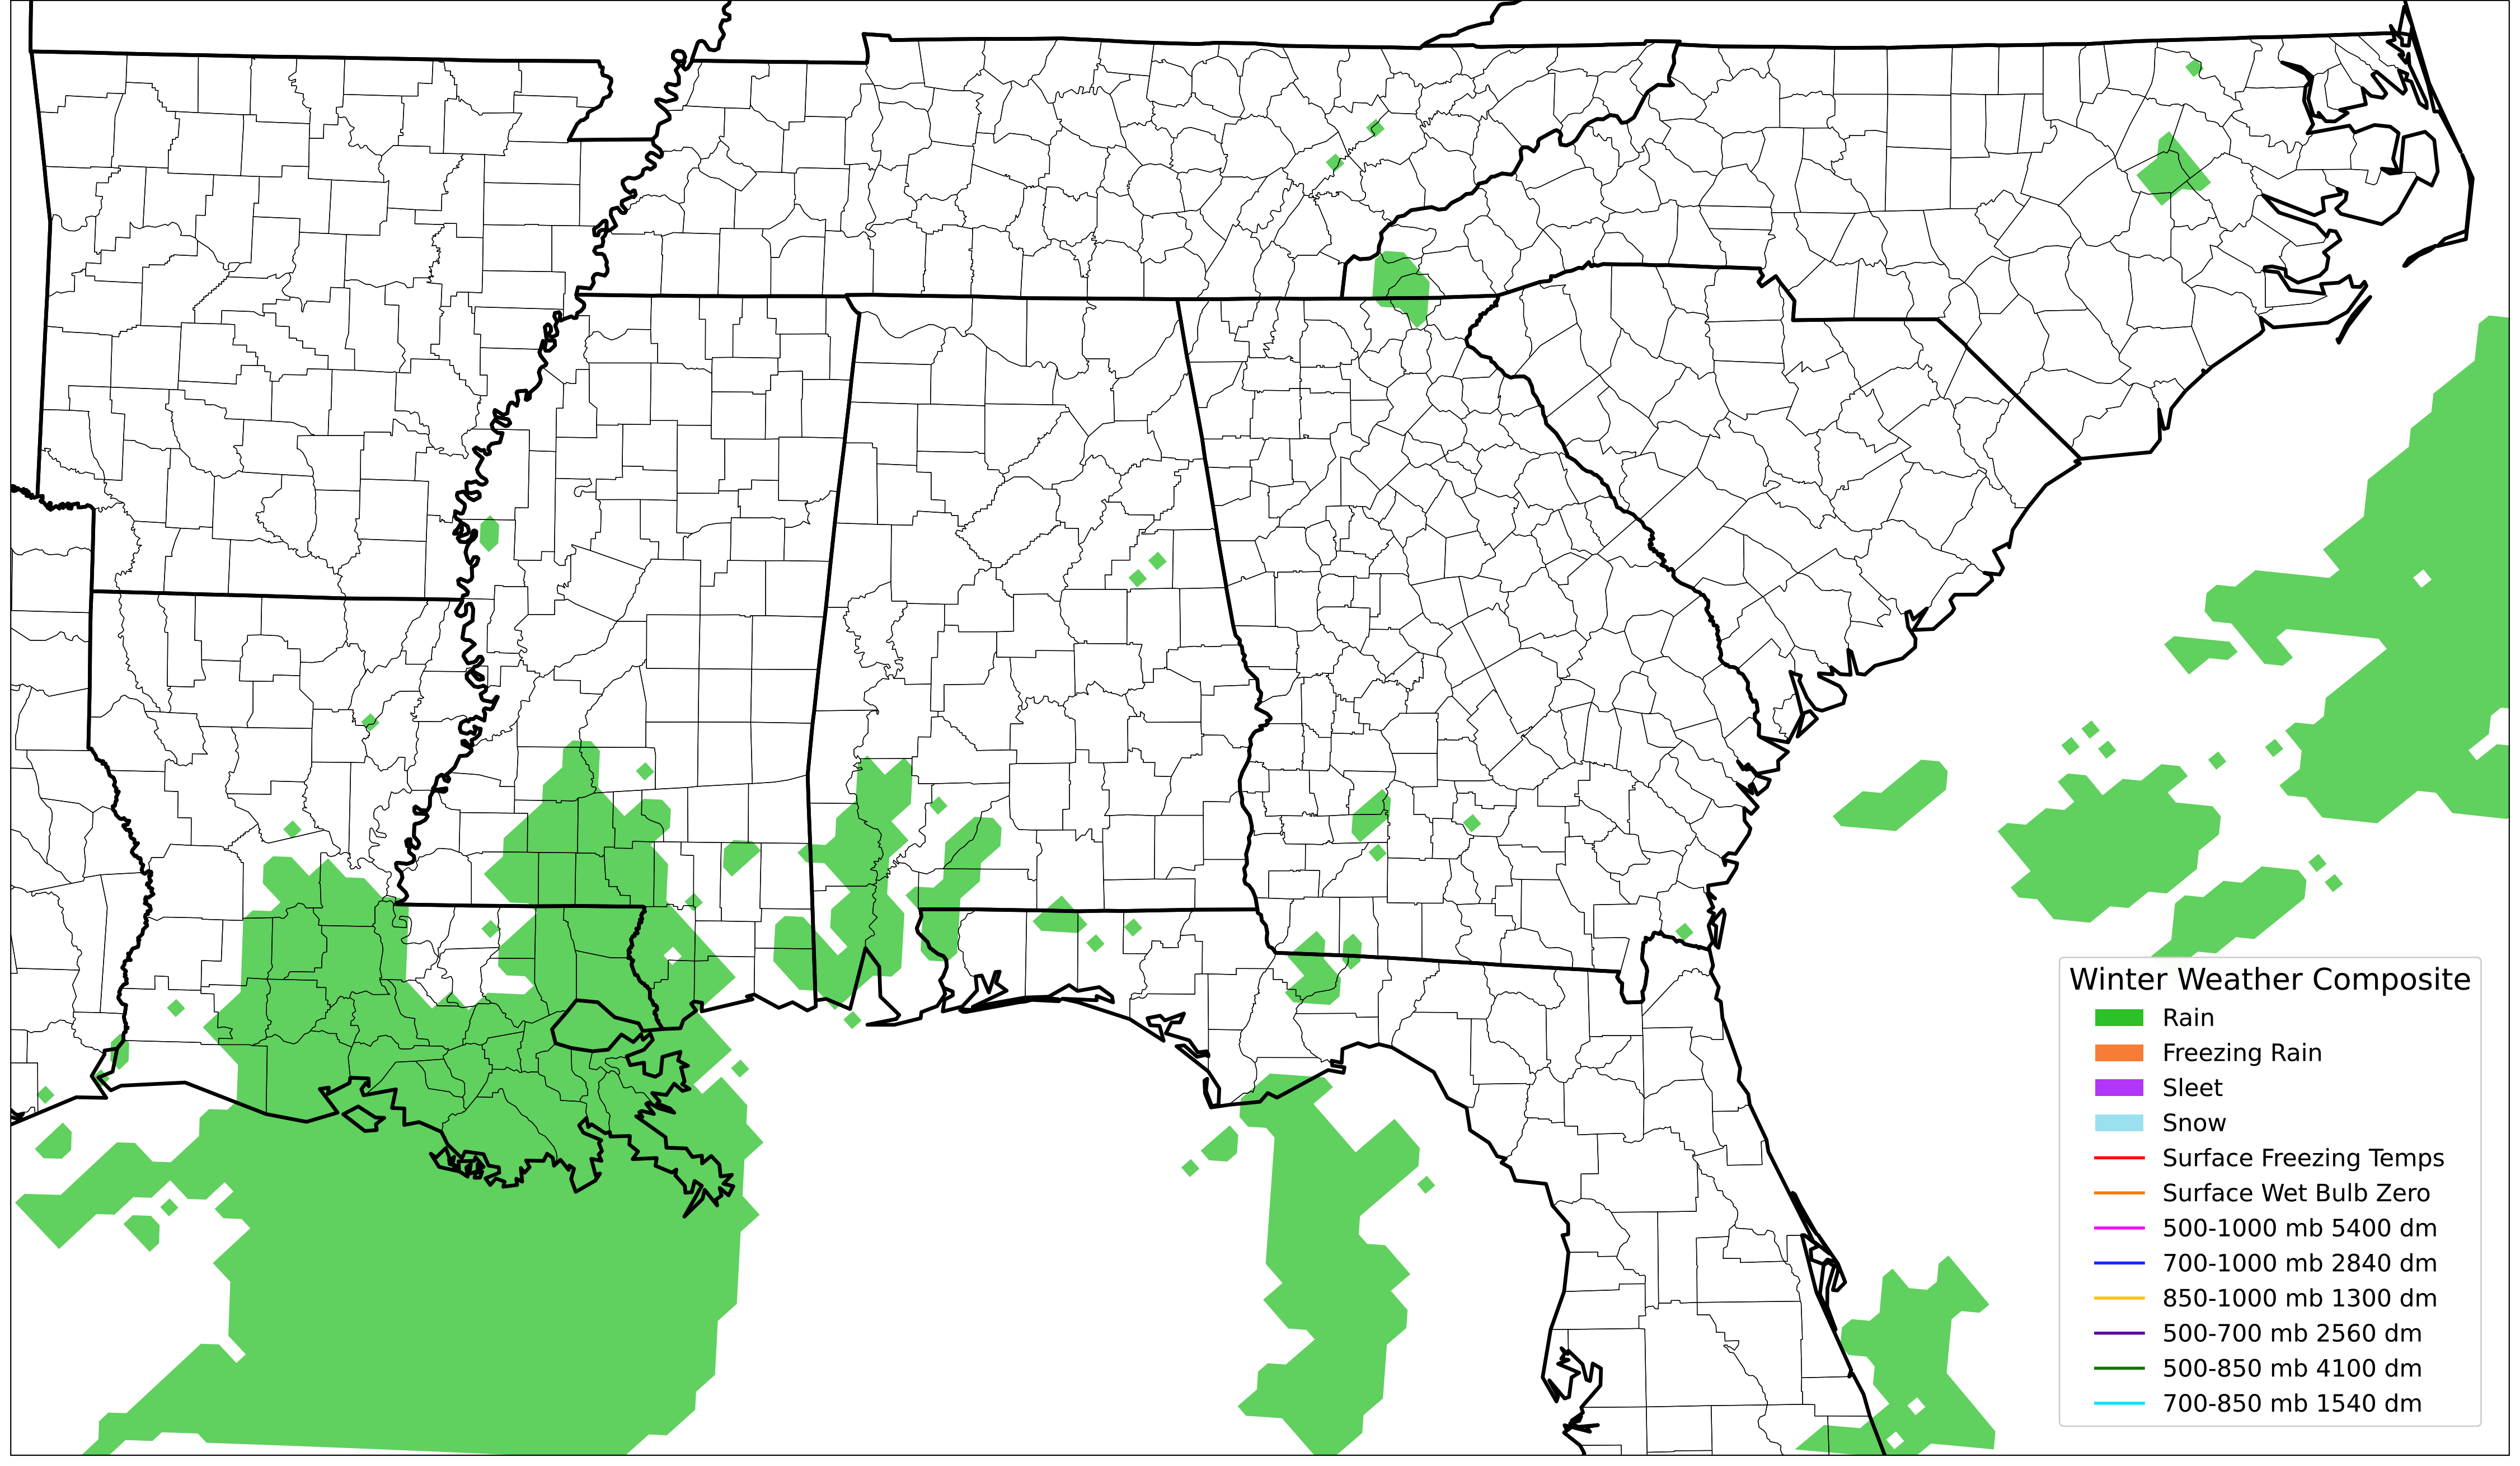 Winter Weather Composite
Rain
Freezing Rain
Sleet
Snow
Surface Freezing Temps
Surface Wet Bulb Zero
500-1000 mb 5400 dm
700-1000 mb 2840 dm
850-1000 mb 1300 dm
500-700 mb 2560 dm
500-850 mb 4100 dm
700-850 mb 1540 dm